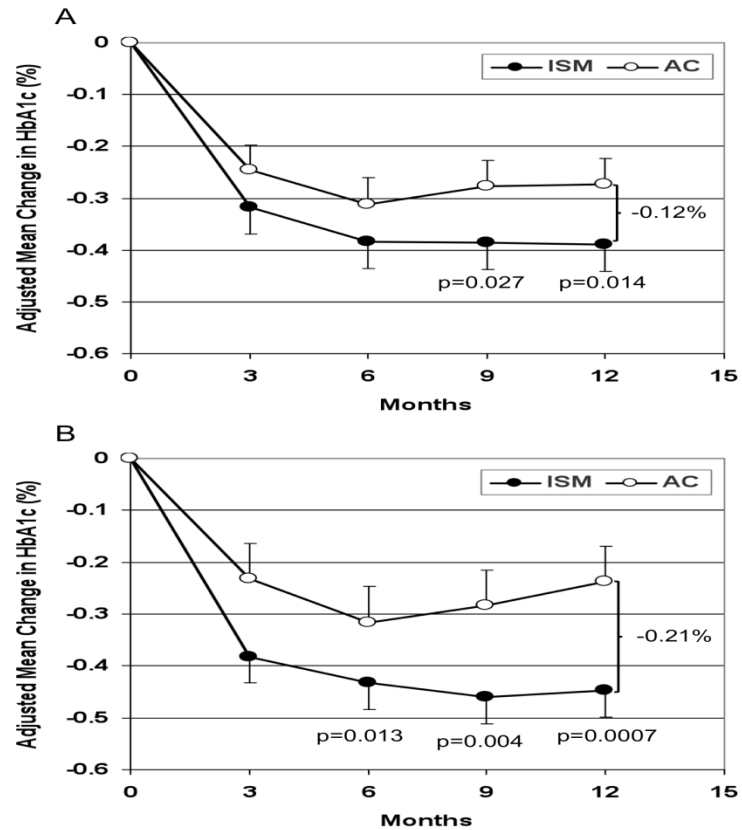 A
Adjusted Mean Change in HbA1c (%)
0
-0.1
-0.2
-0.3
-0.4
-0.5
-0.6
ISM AC
-0.12%
p=0.027 p=0.014
0 3 6 9 12 15
Months
B
Adjusted Mean Change in HbA1c (%)
0
-0.1
-0.2
-0.3
-0.4
-0.5
-0.6
ISM AC
-0.21%
p=0.013 p=0.004 p=0.0007
0 3 6 9 12 15
Months